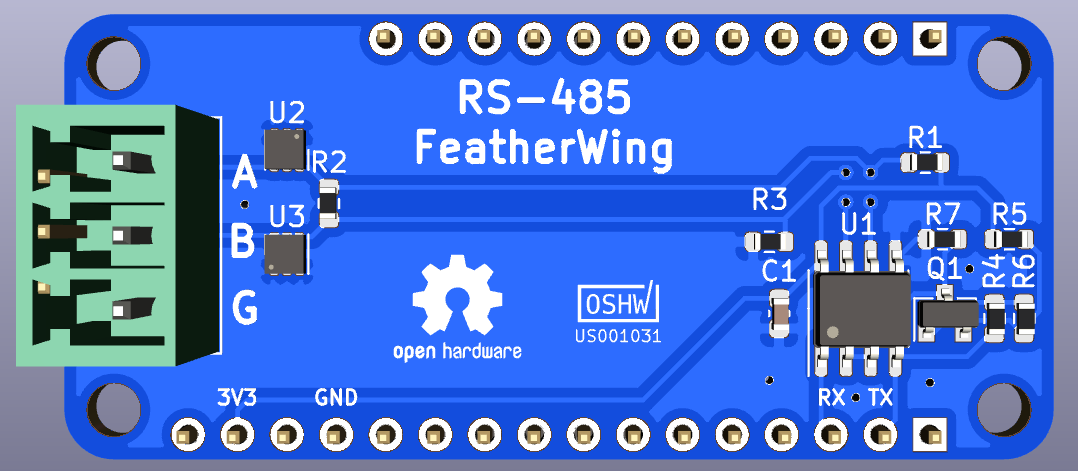 RS-485
FeatherWing
U2
R2
A
U3
B
G
R1
R3
U1
R7
R5
C1
Q1
R4
R6
OSHW
US001031
open hardware
3V3
GND
RX
TX